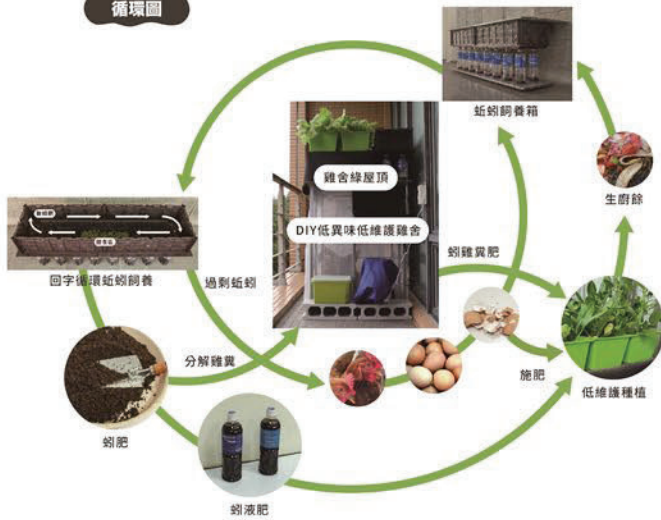 循環圖
蚯蚓飼養箱
雞舍綠屋頂
生廚餘
DIY低異味低維護雞舍
回字循環蚯蚓飼養
過剩蚯蚓
蚓雞糞肥
分解雞糞
施肥
低維護種植
蚓肥
蚓液肥